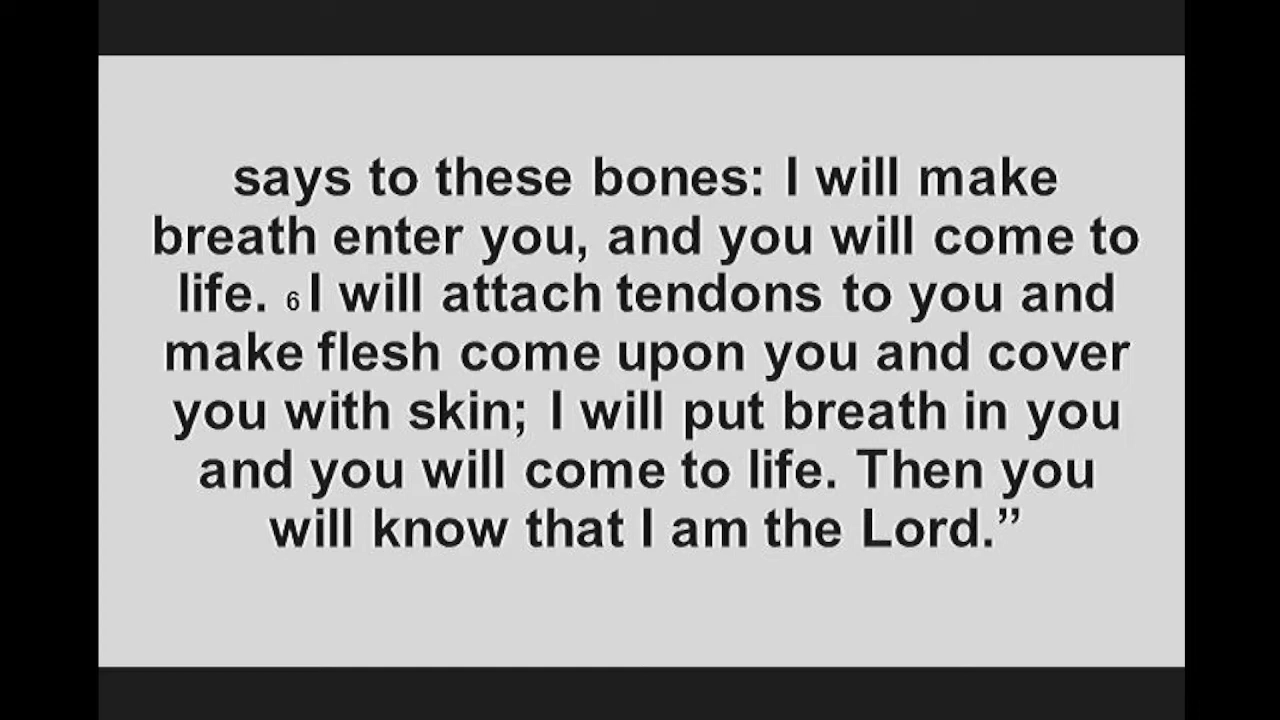 says to these bones: I will make
breath enter you, and you will come to
life. 6 I will attach tendons to you and
make flesh come upon you and cover
you with skin; I will put breath in you
and you will come to life. Then you
will know that I am the Lord.”